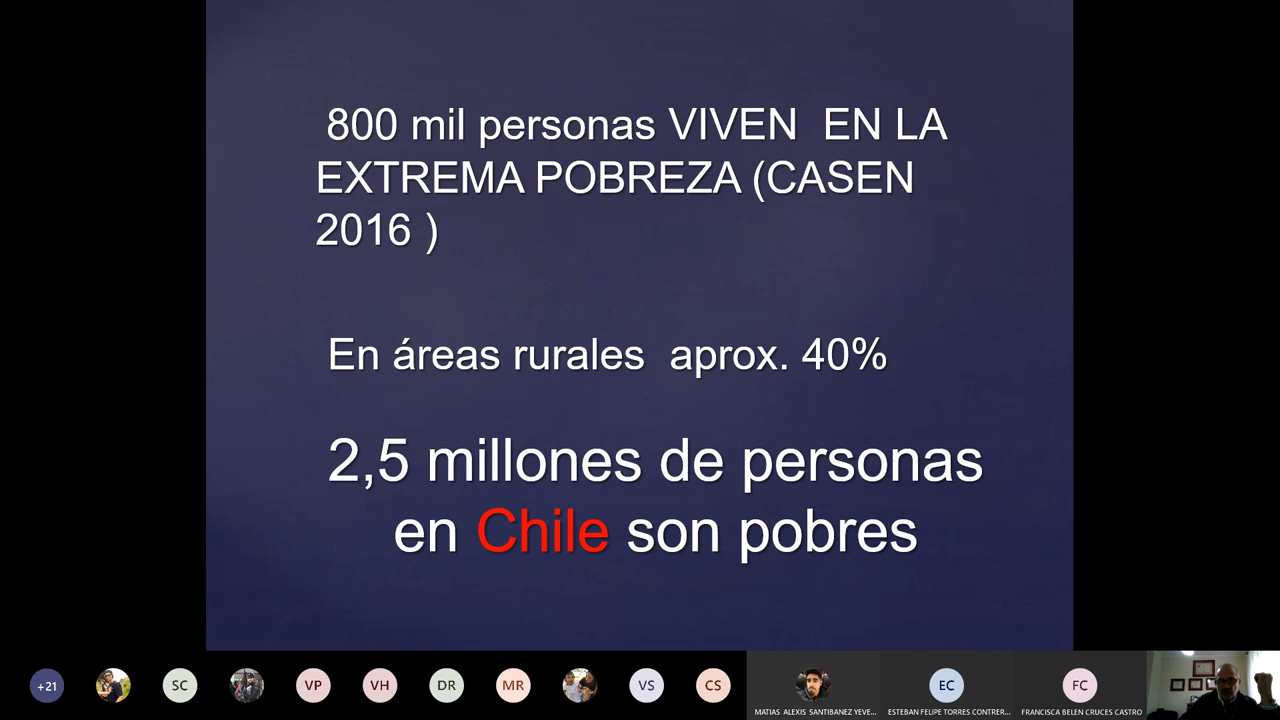 800 mil personas VIVEN  EN LA
EXTREMA POBREZA (CASEN
2016 )
En áreas rurales  aprox. 40%
2,5 millones de personas
en Chile son pobres
+21
SC
VP
VH
DR
MR
VS
CS
EC
FC
MATIAS ALEXIS SANTIBANEZ YEVE...
ESTEBAN FELIPE TORRES CONTRER...
FRANCISCA BELEN CRUCES CASTRO